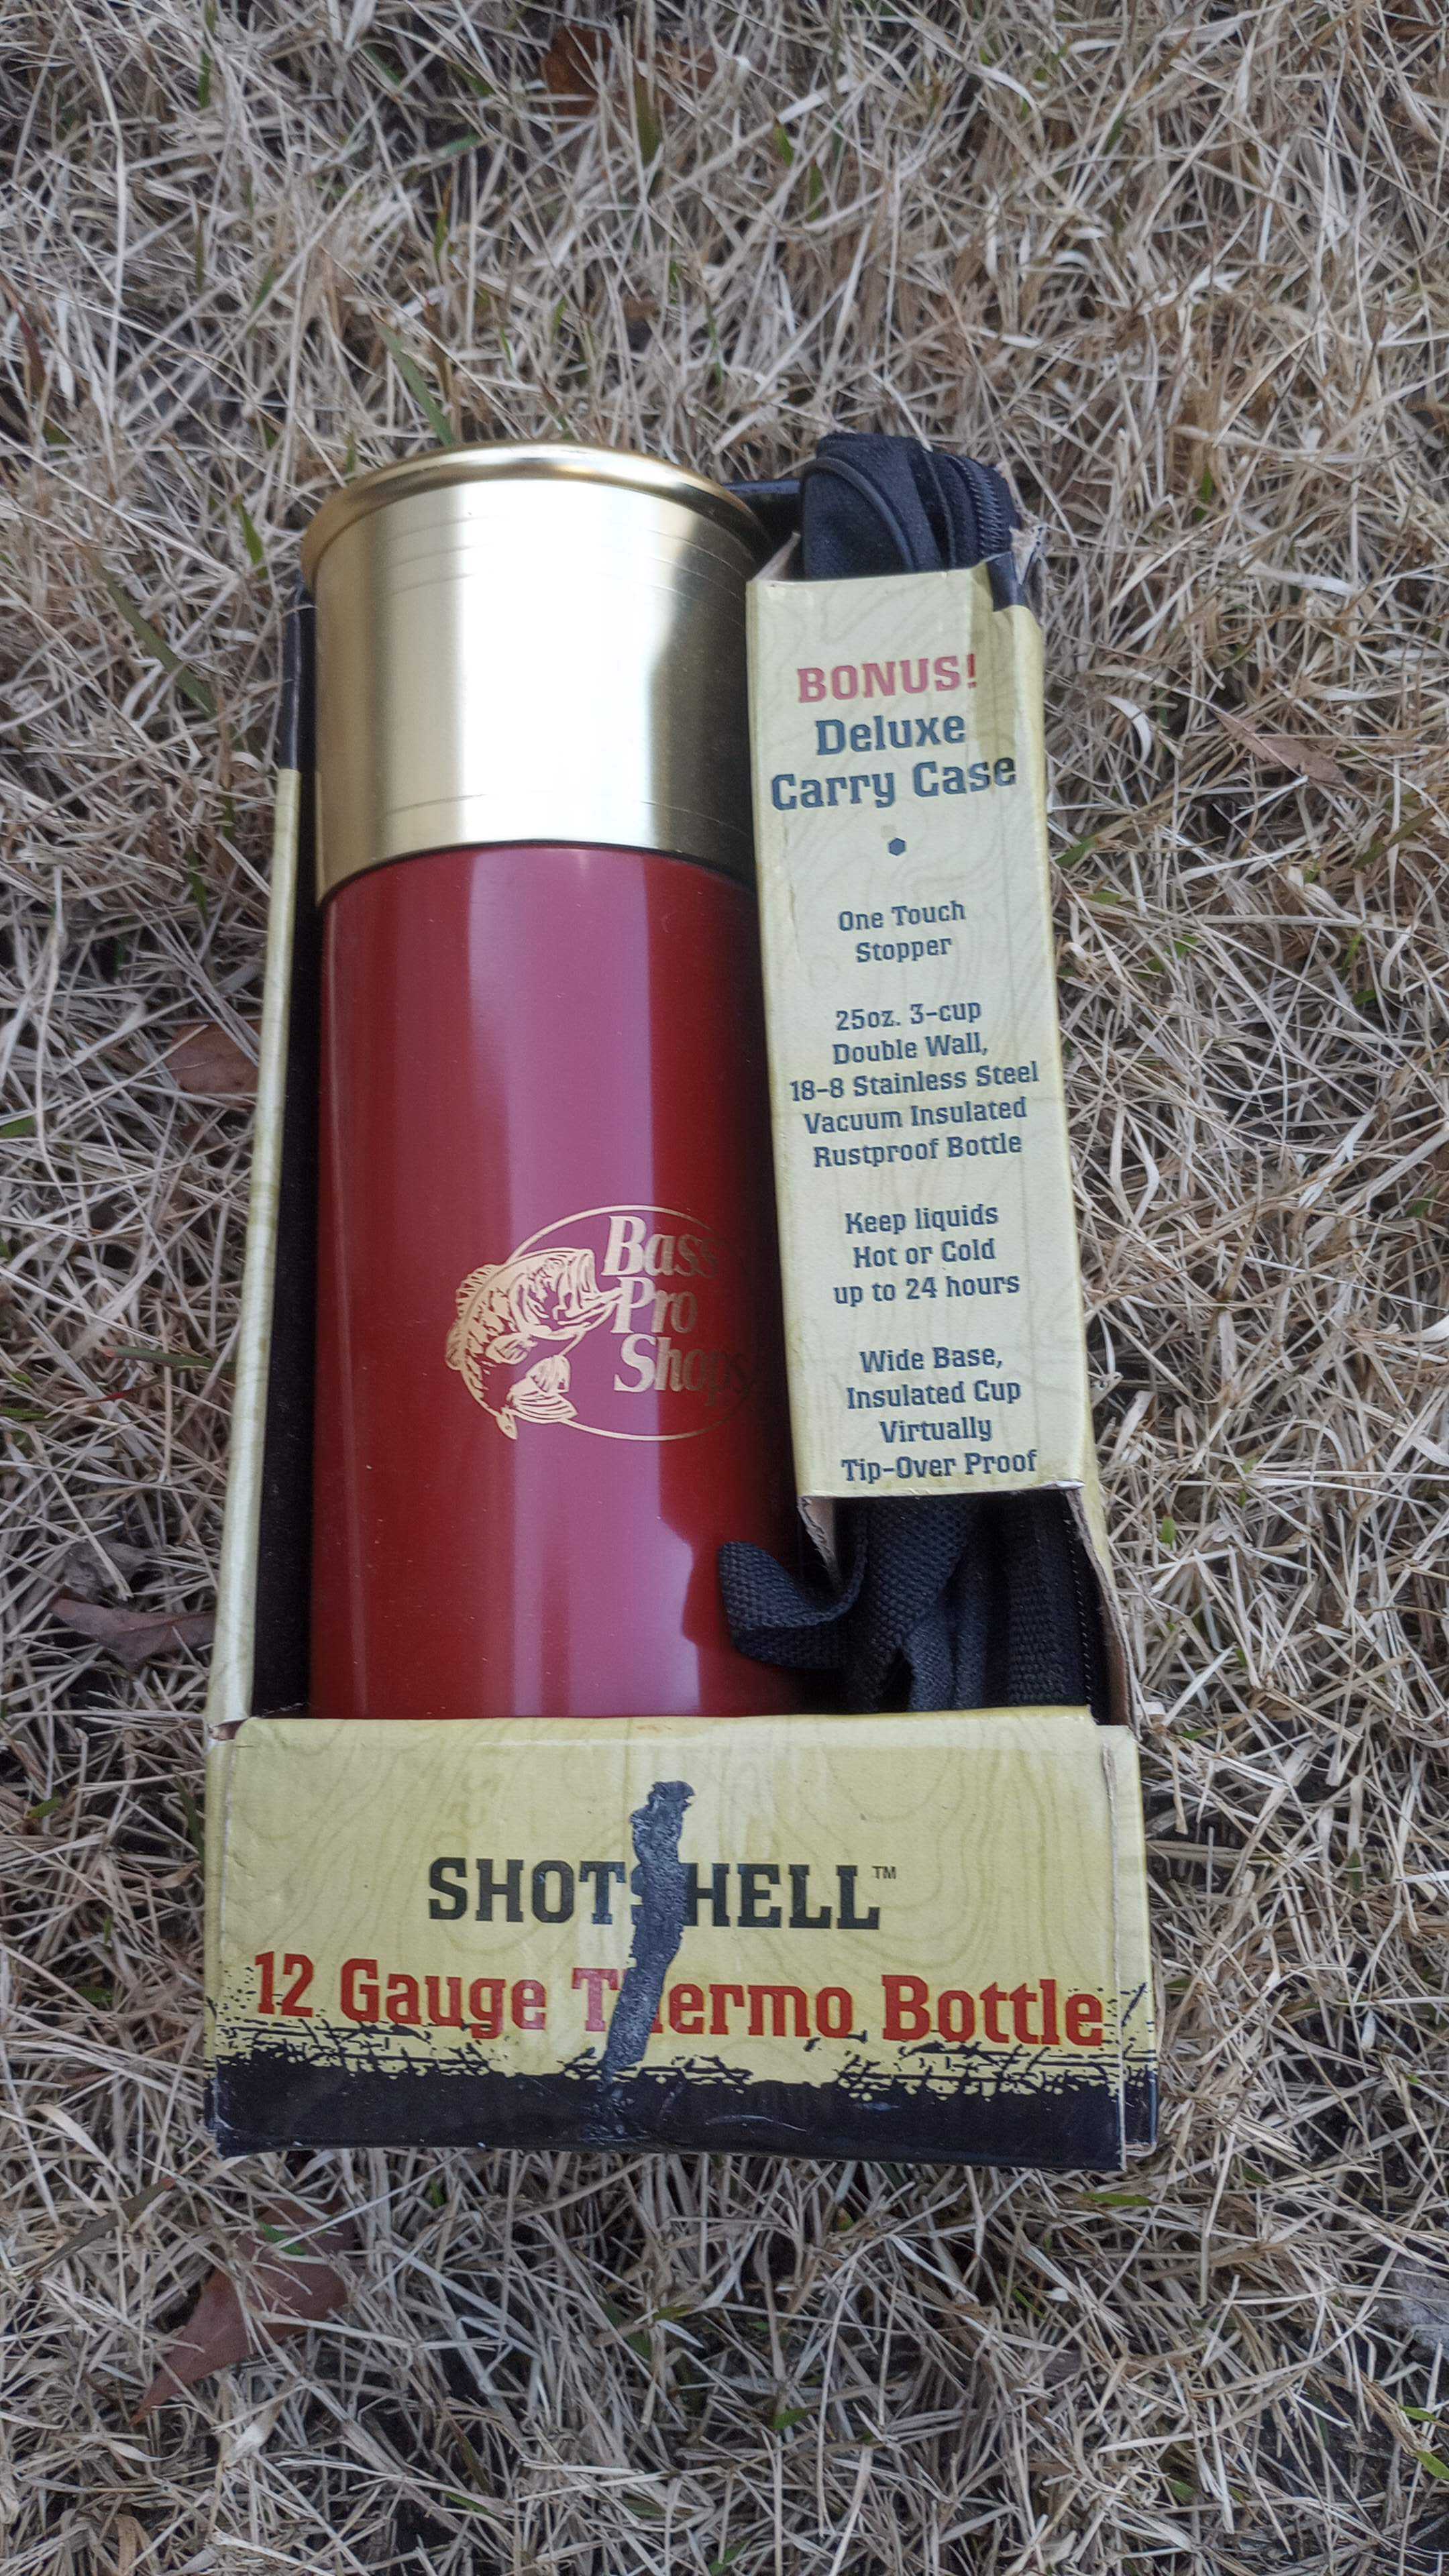 BONUS!
Deluxe
Carry Case
One Touch
Stopper
25oz. 3-cup
Double Wall,
18-8 Stainless Steel
Vacuum Insulated
Rustproof Bottle
Keep liquids
Hot or Cold
up to 24 hours
Wide Base,
Insulated Cup
Virtually
Tip-Over Proof
Bass
Pro
Shops
SHOTSHELL™
12 Gauge Thermo Bottle